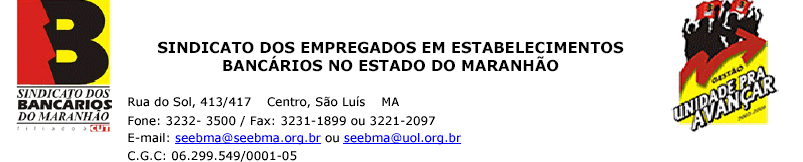 SINDICATO DOS
BANCÁRIOS
DO MARANHÃO
filiado à CUT
SINDICATO DOS EMPREGADOS EM ESTABELECIMENTOS
BANCÁRIOS NO ESTADO DO MARANHÃO
Rua do Sol, 413/417 Centro, São Luís MA
Fone: 3232- 3500 / Fax: 3231-1899 ou 3221-2097
E-mail: seebma@seebma.org.br ou seebma@uol.org.br
C.G.C: 06.299.549/0001-05
GESTÃO
UNIDADE PRA
AVANÇAR